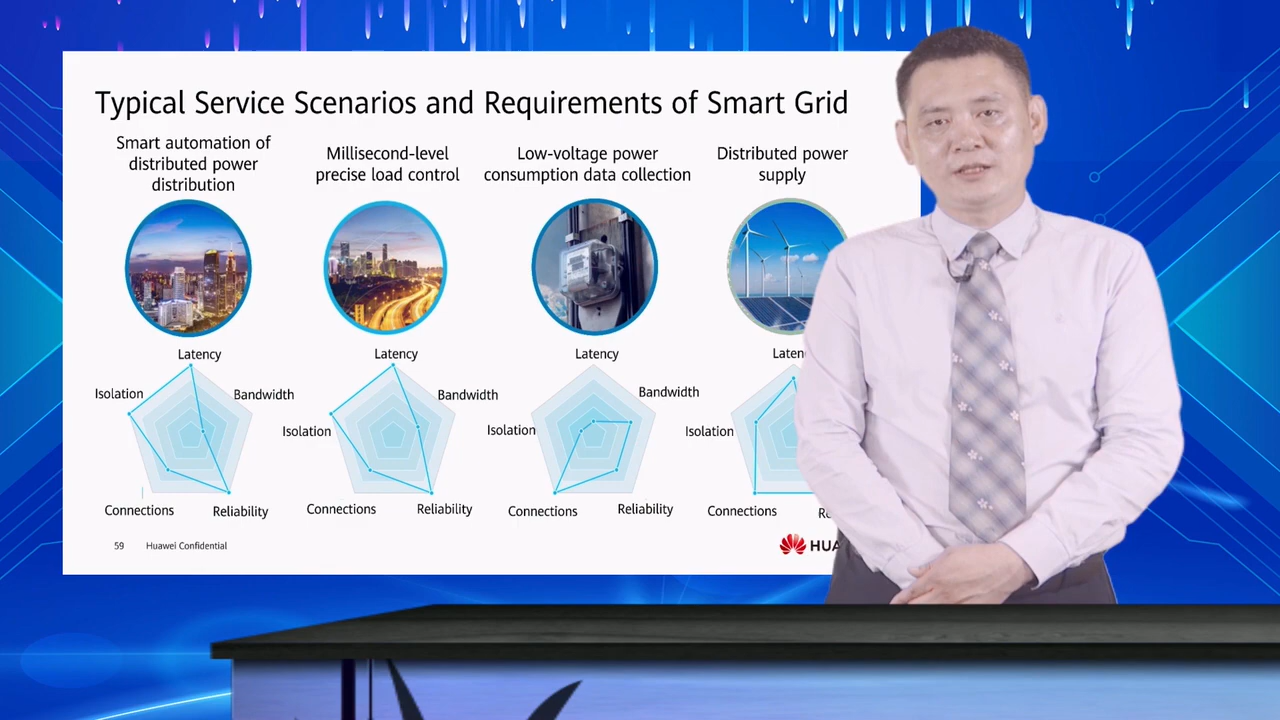 Typical Service Scenarios and Requirements of Smart Grid
Smart automation of
distributed power
distribution
Millisecond-level
precise load control
Low-voltage power
consumption data collection
Distributed power
supply
Latency
Isolation
Bandwidth
Connections
Reliability
Latency
Bandwidth
Isolation
Connections
Reliability
Latency
Bandwidth
Isolation
Connections
Reliability
Isolation
Connections
59
Huawei Confidential